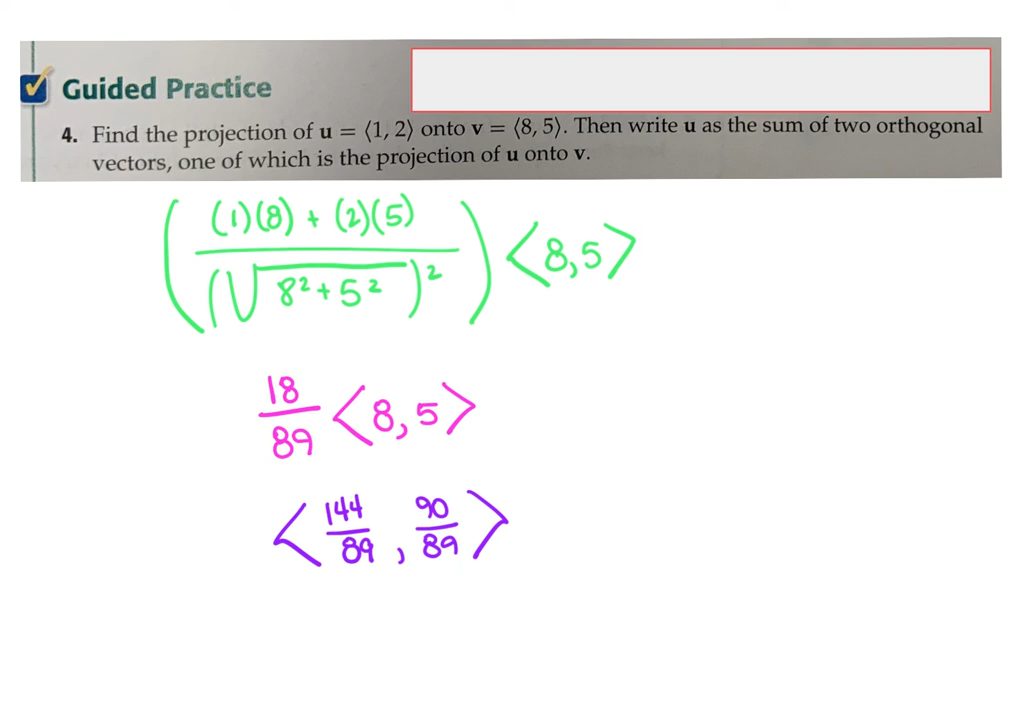 Guided Practice
4. Find the projection of u = ⟨1, 2⟩ onto v = ⟨8, 5⟩. Then write u as the sum of two orthogonal
vectors, one of which is the projection of u onto v.
( (1)(8) + (2)(5) / (√8² + 5²)² ) <8,5>
18/89 <8,5>
<144/89, 90/89>